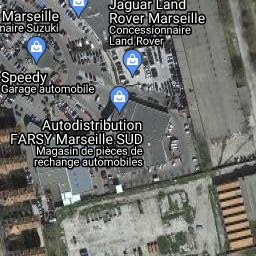 Marseille
naire Suzuki
Jaguar Land
Rover Marseille
Concessionnaire
Land Rover
Speedy
Garage automobile
Autodistribution
FARSY Marseille SUD
Magasin de pièces de
rechange automobiles